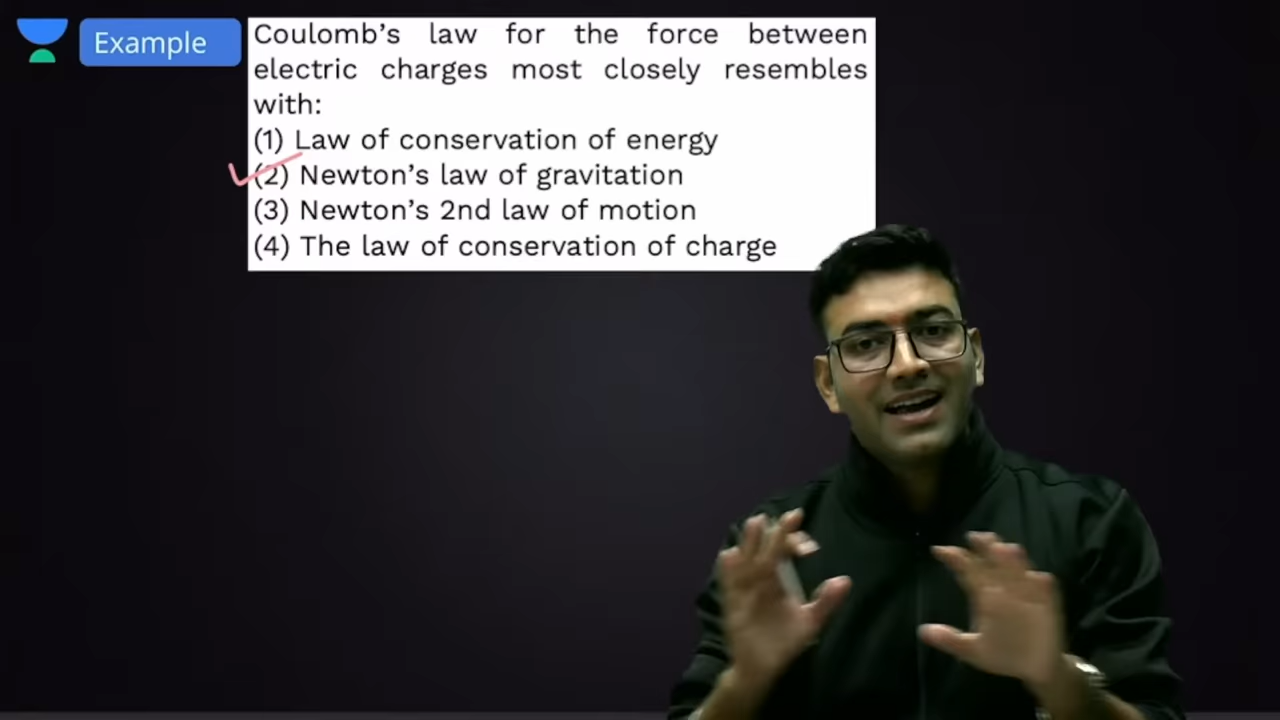 Example
Coulomb's law for the force between
electric charges most closely resembles
with:
(1) Law of conservation of energy
(2) Newton's law of gravitation
(3) Newton's 2nd law of motion
(4) The law of conservation of charge